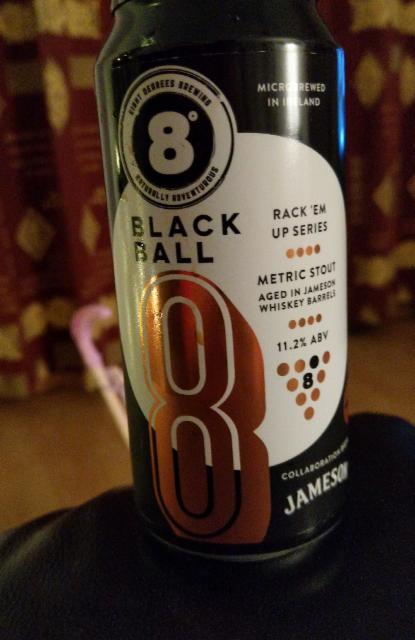 EIGHT DEGREES BREWING
8°
NATURALLY ADVENTUROUS
MICROBREWED
IN IRELAND
BLACK
BALL
8
RACK 'EM
UP SERIES
METRIC STOUT
AGED IN JAMESON
WHISKEY BARRELS
11.2% ABV
8
COLLABORATION
JAMESON